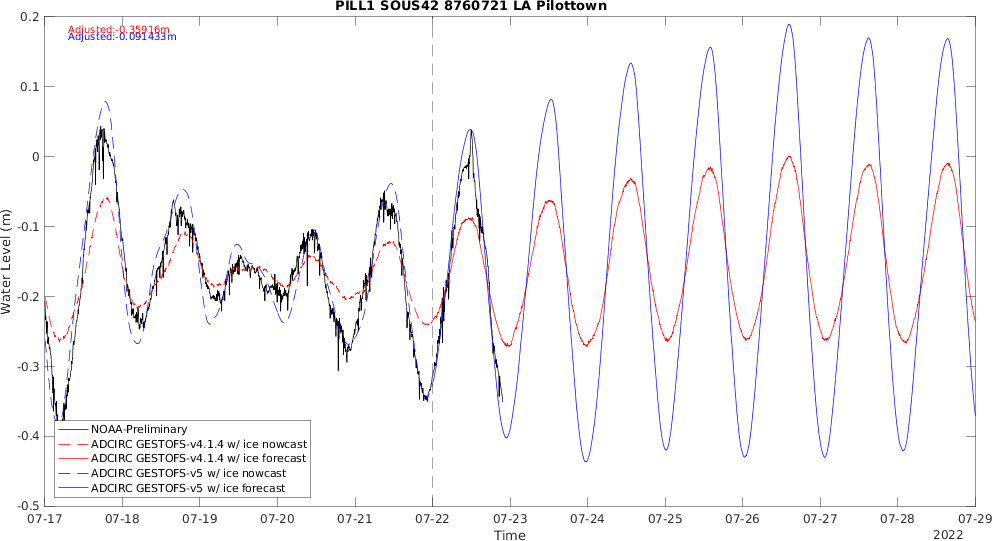 PILL1 SOUS42 8760721 LA Pilottown
Adjusted:-0.35916m
Adjusted:-0.091433m
0.2
0.1
0
-0.1
-0.2
-0.3
-0.4
-0.5
Water Level (m)
NOAA-Preliminary
ADCIRC GESTOFS-v4.1.4 w/ ice nowcast
ADCIRC GESTOFS-v4.1.4 w/ ice forecast
ADCIRC GESTOFS-v5 w/ ice nowcast
ADCIRC GESTOFS-v5 w/ ice forecast
07-17 07-18 07-19 07-20 07-21 07-22 07-23 07-24 07-25 07-26 07-27 07-28 07-29
Time
2022